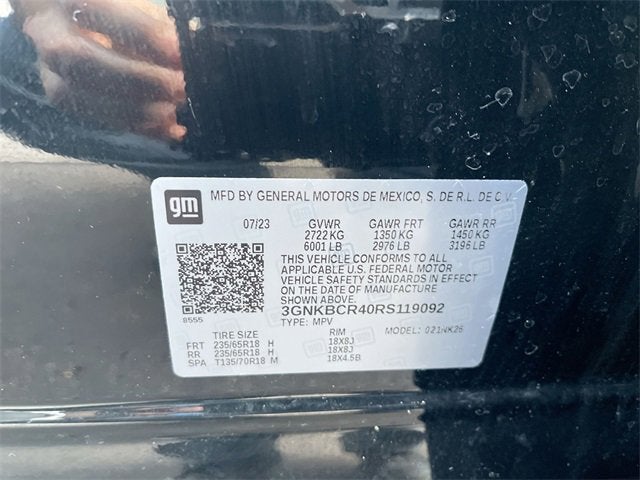 gm MFD BY GENERAL MOTORS DE MEXICO, S. DE R.L. DE C.V.
07/23 GVWR GAWR FRT GAWR RR
2722 KG 1350 KG 1450 KG
6001 LB 2976 LB 3196 LB
THIS VEHICLE CONFORMS TO ALL
APPLICABLE U.S. FEDERAL MOTOR
VEHICLE SAFETY STANDARDS IN EFFECT
ON THE DATE OF MANUFACTURE
SHOWN ABOVE.
3GNKBCR40RS119092
8555
TYPE: MPV MODEL: 021NK26
TIRE SIZE RIM
FRT 235/65R18 H 18X8J
RR 235/65R18 H 18X8J
SPA T135/70R18 M 18X4.5B